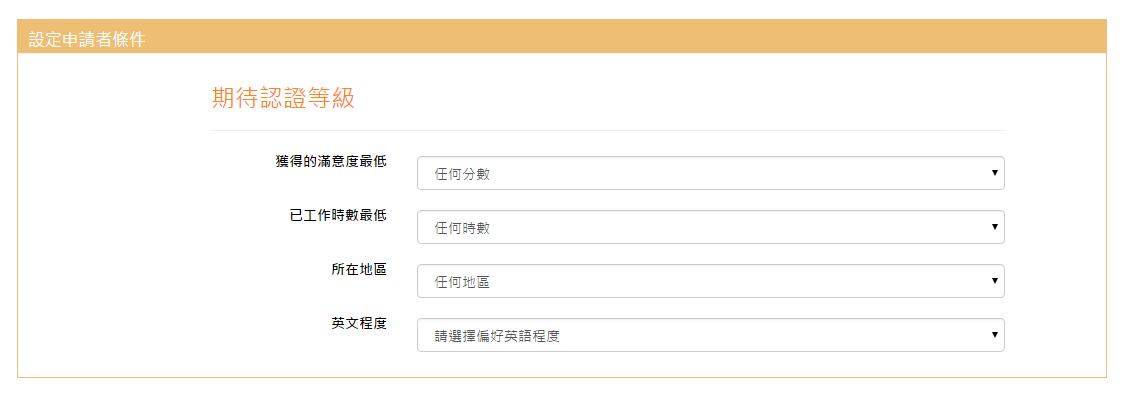 設定申請者條件
期待認證等級
獲得的滿意度最低
任何分數
已工作時數最低
任何時數
所在地區
任何地區
英文程度
請選擇偏好英語程度